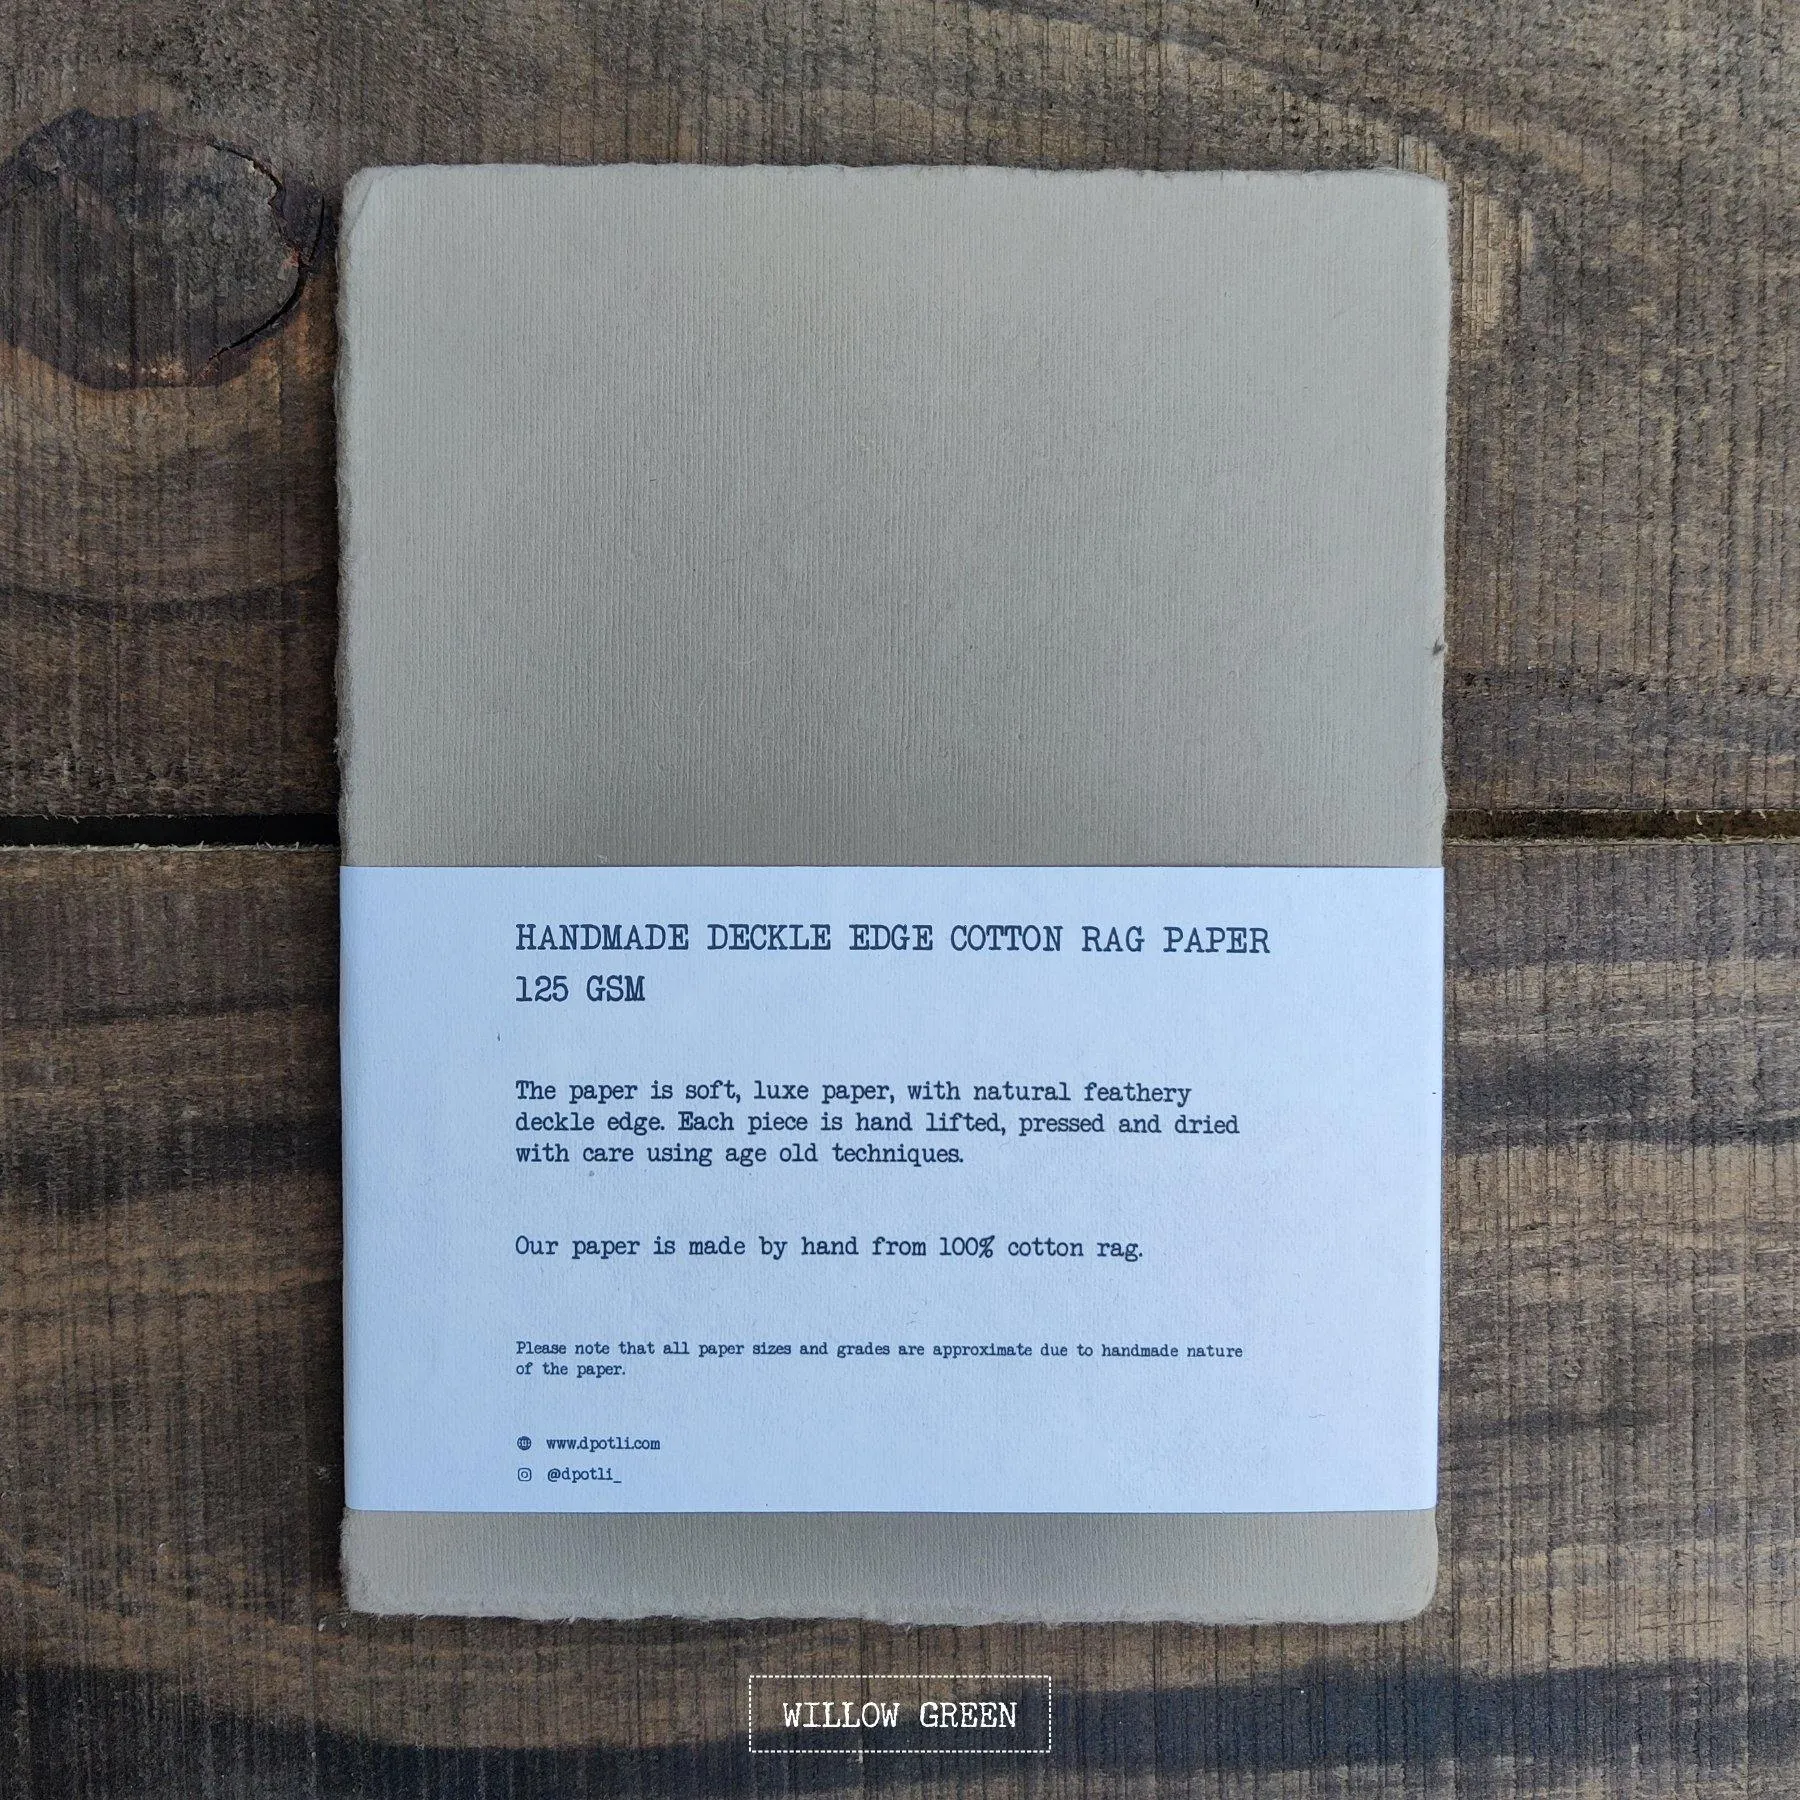 HANDMADE DECKLE EDGE COTTON RAG PAPER
125 GSM
The paper is soft, luxe paper, with natural feathery
deckle edge. Each piece is hand lifted, pressed and dried
with care using age old techniques.
Our paper is made by hand from 100% cotton rag.
Please note that all paper sizes and grades are approximate due to handmade nature
of the paper.
www.dpotli.com
@dpotli_
WILLOW GREEN